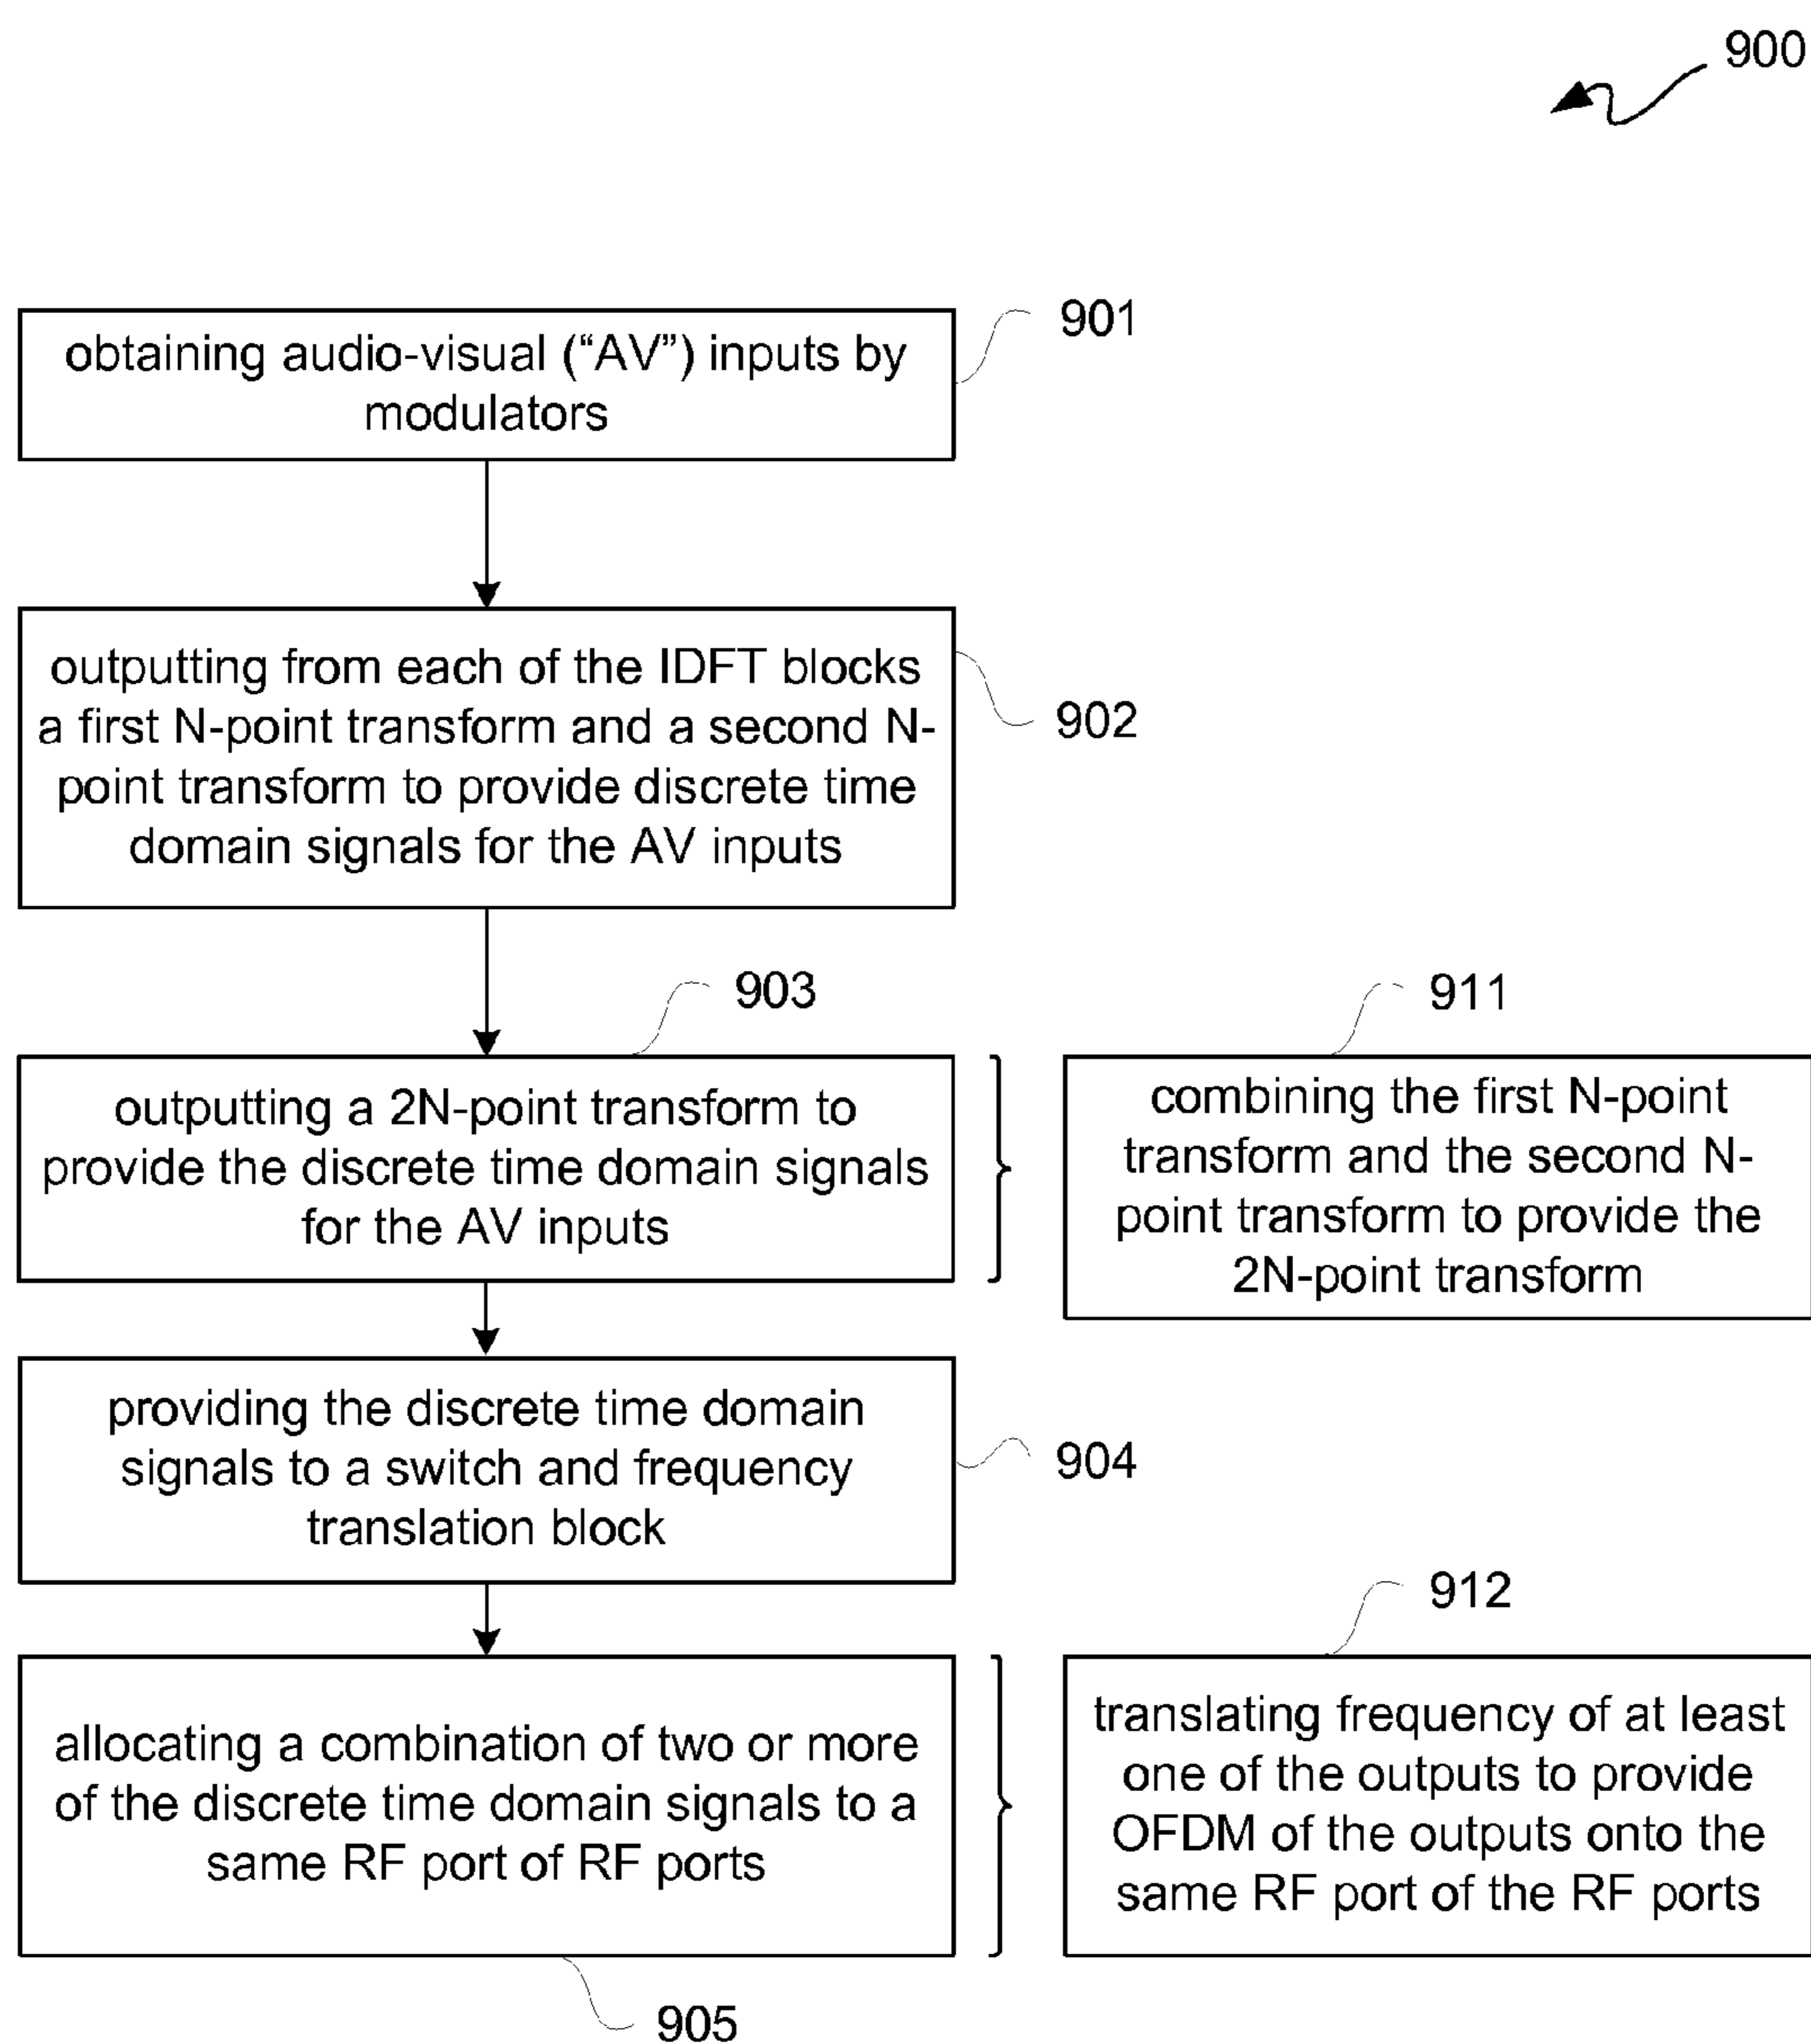 900
901
obtaining audio-visual (“AV”) inputs by
modulators
outputting from each of the IDFT blocks
a first N-point transform and a second N-
point transform to provide discrete time
domain signals for the AV inputs
902
903
outputting a 2N-point transform to
provide the discrete time domain signals
for the AV inputs
911
combining the first N-point
transform and the second N-
point transform to provide the
2N-point transform
providing the discrete time domain
signals to a switch and frequency
translation block
904
allocating a combination of two or more
of the discrete time domain signals to a
same RF port of RF ports
905
912
translating frequency of at least
one of the outputs to provide
OFDM of the outputs onto the
same RF port of the RF ports